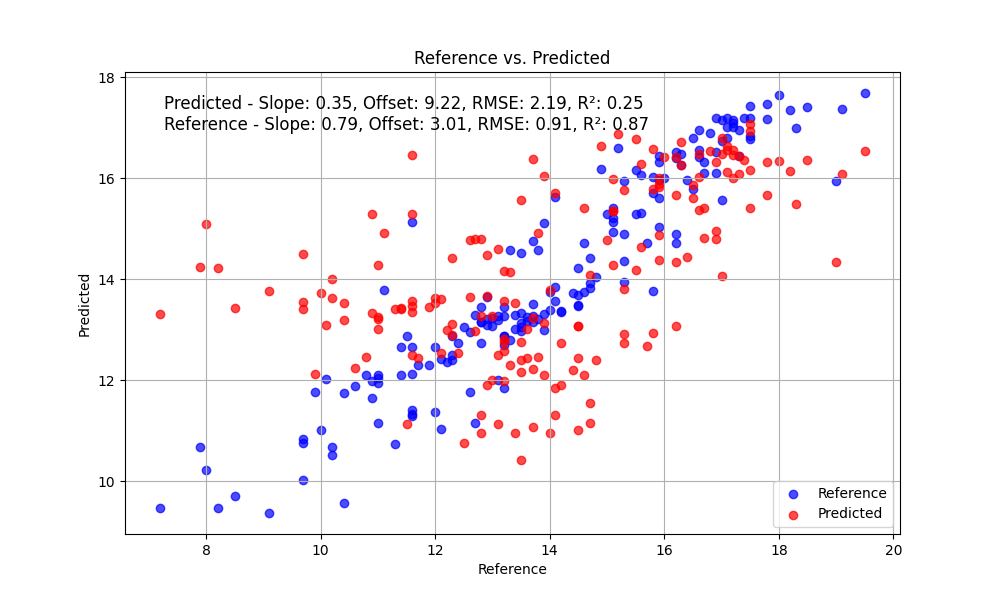 Reference vs. Predicted
Predicted - Slope: 0.35, Offset: 9.22, RMSE: 2.19, R²: 0.25
Reference - Slope: 0.79, Offset: 3.01, RMSE: 0.91, R²: 0.87
18
16
14
12
10
Predicted
Reference
Predicted
8 10 12 14 16 18 20
Reference